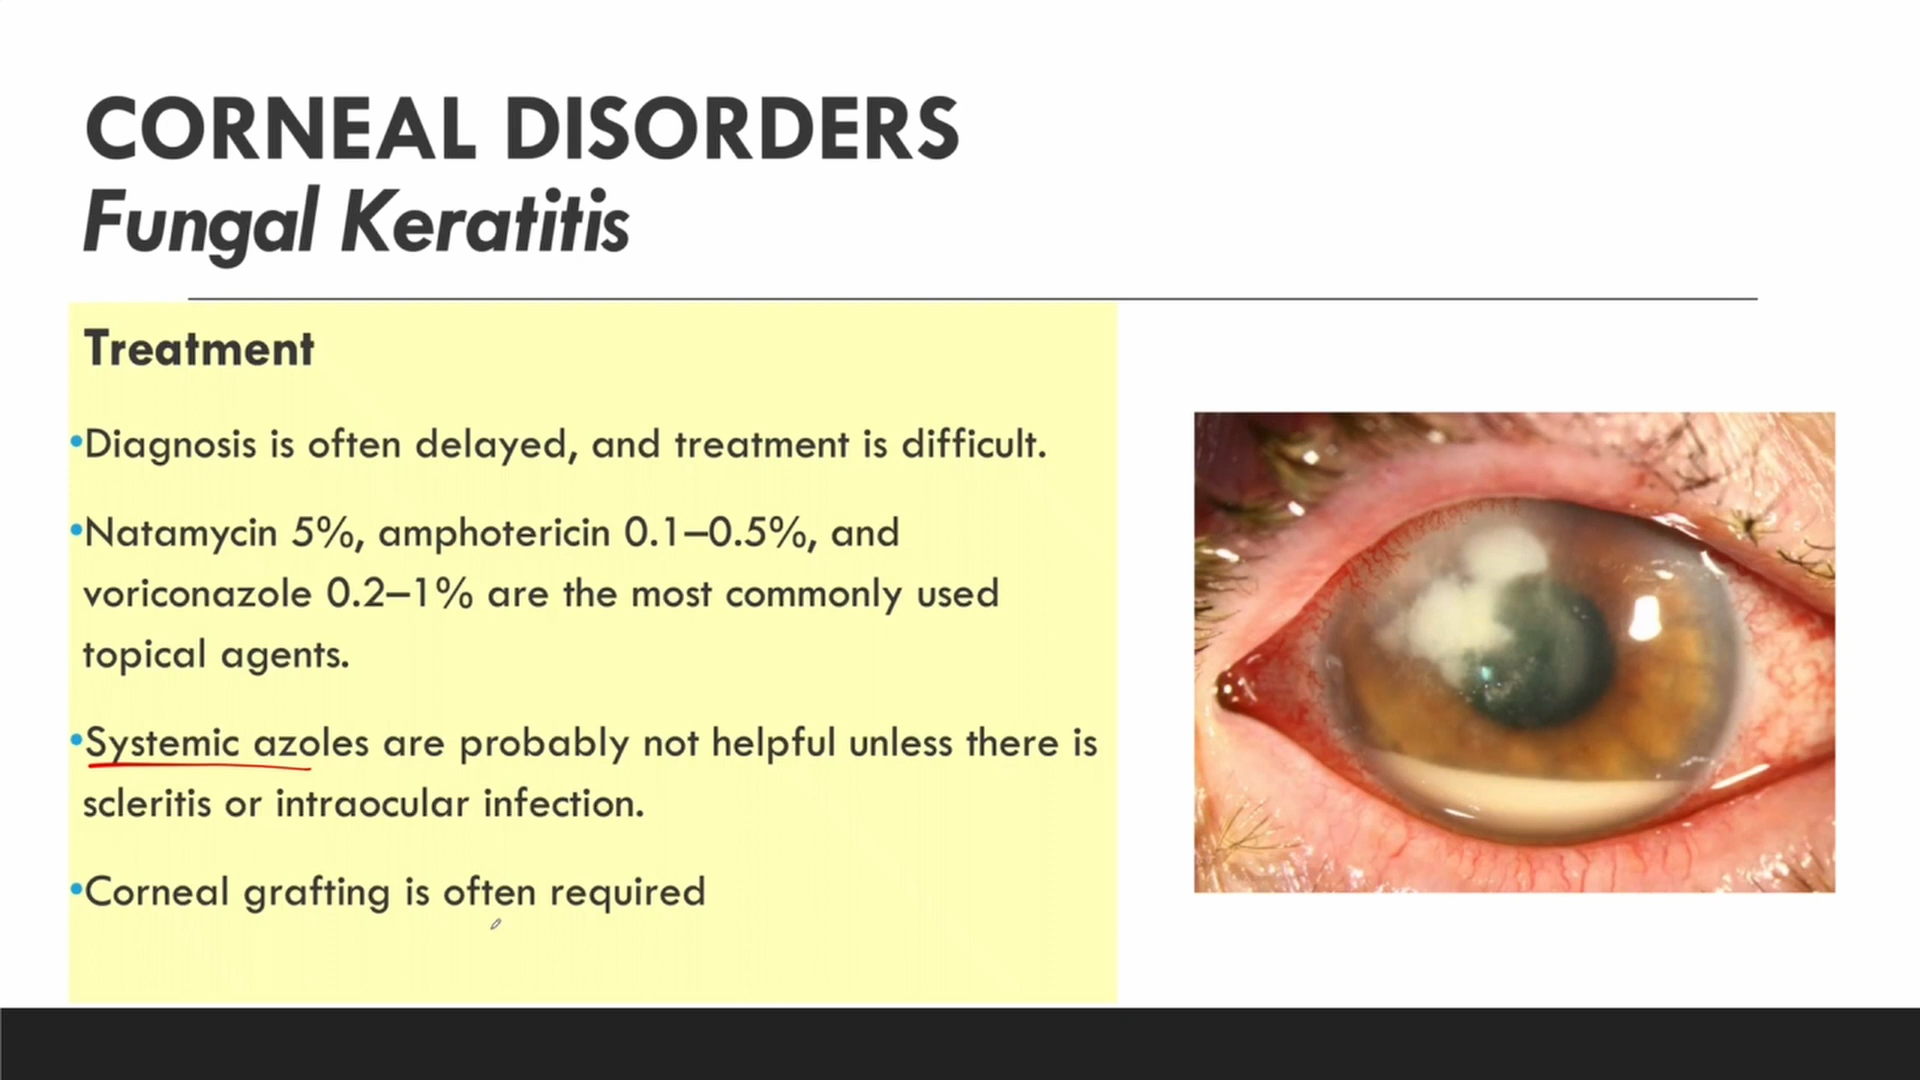 CORNEAL DISORDERS
Fungal Keratitis
Treatment
•Diagnosis is often delayed, and treatment is difficult.
•Natamycin 5%, amphotericin 0.1–0.5%, and
voriconazole 0.2–1% are the most commonly used
topical agents.
•Systemic azoles are probably not helpful unless there is
scleritis or intraocular infection.
•Corneal grafting is often required